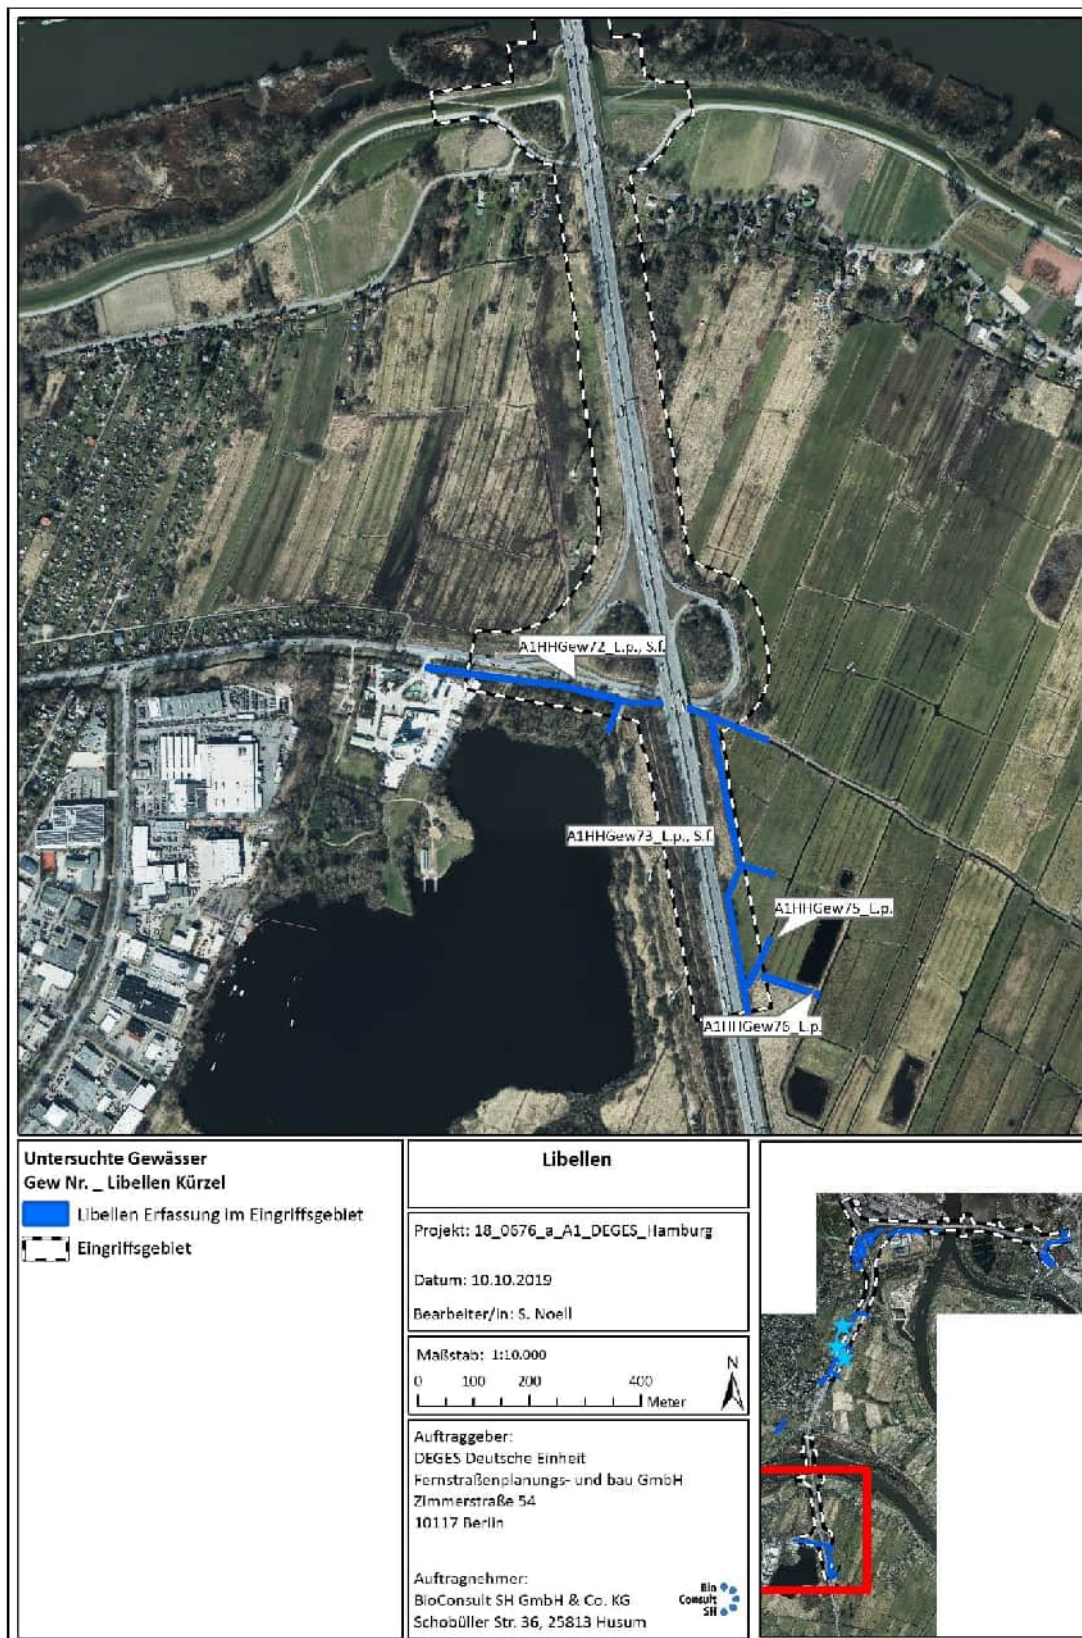 A1HHGew72_L.p., S.f.
A1HHGew73_L.p., S.f.
A1HHGew75_L.p.
A1HHGew76_L.p.
Untersuchte Gewässer
Gew Nr. _ Libellen Kürzel
Libellen Erfassung im Eingriffsgebiet
Eingriffsgebiet
Libellen
Projekt: 18_0676_a_A1_DEGES_Hamburg
Datum: 10.10.2019
Bearbeiter/in: S. Noell
Maßstab: 1:10.000
N
0 100 200 400
Meter
Auftraggeber:
DEGES Deutsche Einheit
Fernstraßenplanungs- und bau GmbH
Zimmerstraße 54
10117 Berlin
Auftragnehmer:
BioConsult SH GmbH & Co. KG
Schobüller Str. 36, 25813 Husum
Bio
Consult
SH